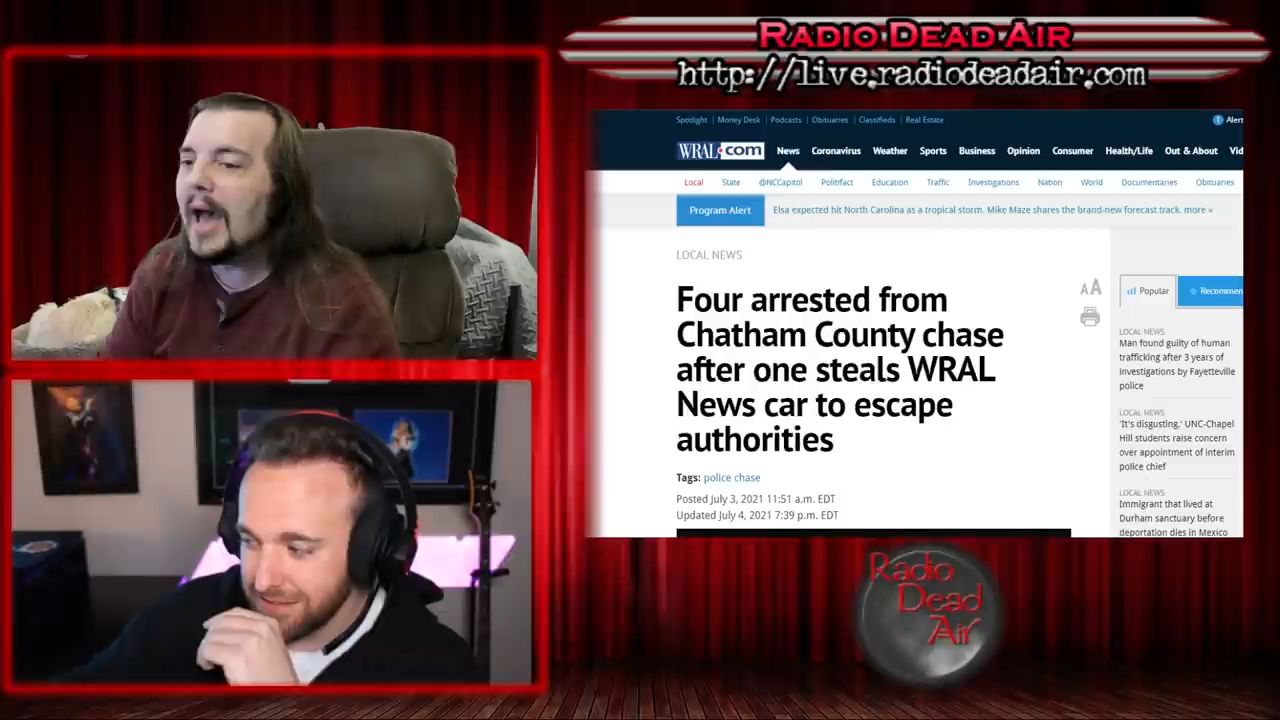 RADIO DEAD AIR
http://live.radiodeadair.com
Spotlight | Money Desk | Podcasts | Obituaries | Classifieds | Real Estate
Alert
WRAL.COM News Coronavirus Weather Sports Business Opinion Consumer Health/Life Out & About Vid
Local State @NCCapitol Politifact Education Traffic Investigations Nation World Documentaries Obituaries
Program Alert Elsa expected hit North Carolina as a tropical storm. Mike Maze shares the brand-new forecast track. more »
LOCAL NEWS
Four arrested from
Chatham County chase
after one steals WRAL
News car to escape
authorities
Tags: police chase
Posted July 3, 2021 11:51 a.m. EDT
Updated July 4, 2021 7:39 p.m. EDT
AA
Popular Recommen
LOCAL NEWS
Man found guilty of human
trafficking after 3 years of
investigations by Fayetteville
police
LOCAL NEWS
'It's disgusting,' UNC-Chapel
Hill students raise concern
over appointment of interim
police chief
LOCAL NEWS
Immigrant that lived at
Durham sanctuary before
deportation dies in Mexico
Radio
Dead
Air